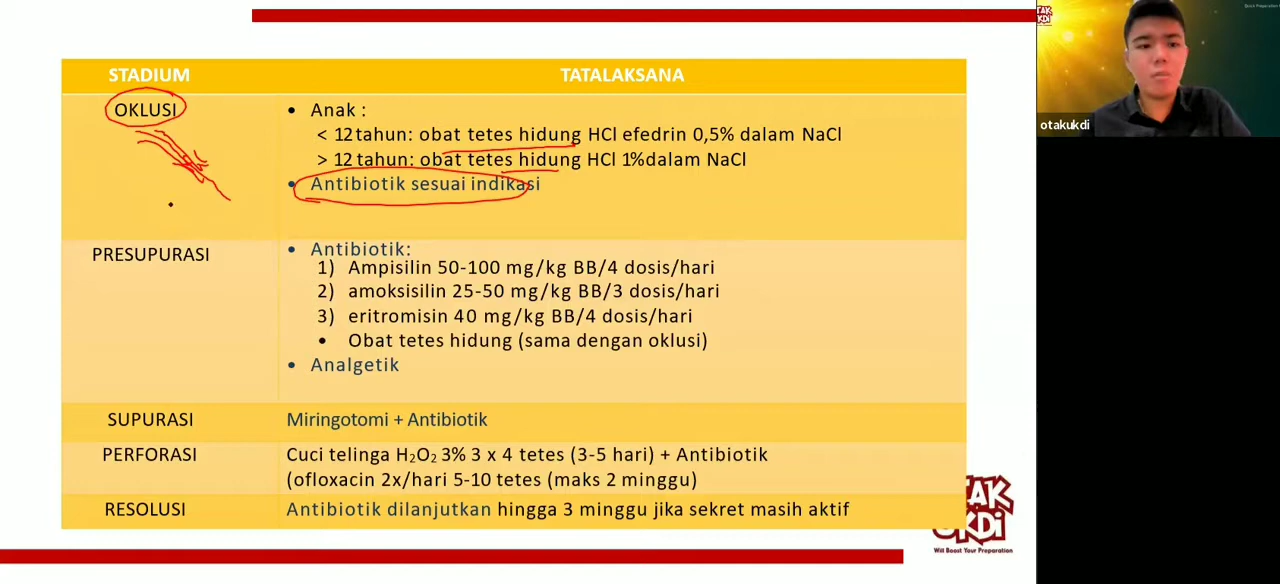 STADIUM TATALAKSANA
OKLUSI
• Anak :
< 12 tahun: obat tetes hidung HCl efedrin 0,5% dalam NaCl
> 12 tahun: obat tetes hidung HCl 1%dalam NaCl
• Antibiotik sesuai indikasi
PRESUPURASI
• Antibiotik:
1) Ampisilin 50-100 mg/kg BB/4 dosis/hari
2) amoksisilin 25-50 mg/kg BB/3 dosis/hari
3) eritromisin 40 mg/kg BB/4 dosis/hari
• Obat tetes hidung (sama dengan oklusi)
• Analgetik
SUPURASI Miringotomi + Antibiotik
PERFORASI Cuci telinga H₂O₂ 3% 3 x 4 tetes (3-5 hari) + Antibiotik
(ofloxacin 2x/hari 5-10 tetes (maks 2 minggu)
RESOLUSI Antibiotik dilanjutkan hingga 3 minggu jika sekret masih aktif
Will Boost Your Preparation
otakukdi